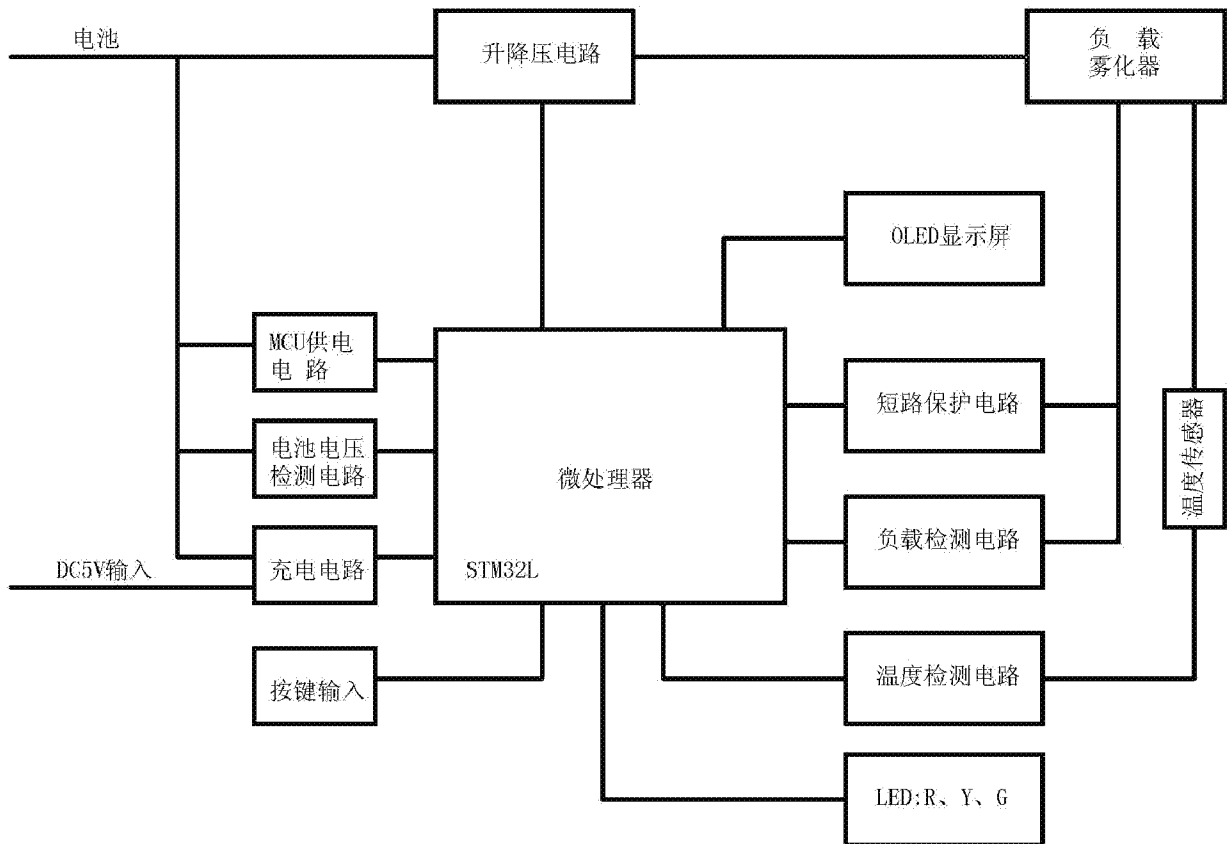 电池
升降压电路
负 载
雾化器
OLED显示屏
MCU供电
电 路
短路保护电路
温度传感器
电池电压
检测电路
微处理器
负载检测电路
DC5V输入
充电电路
STM32L
按键输入
温度检测电路
LED:R、Y、G